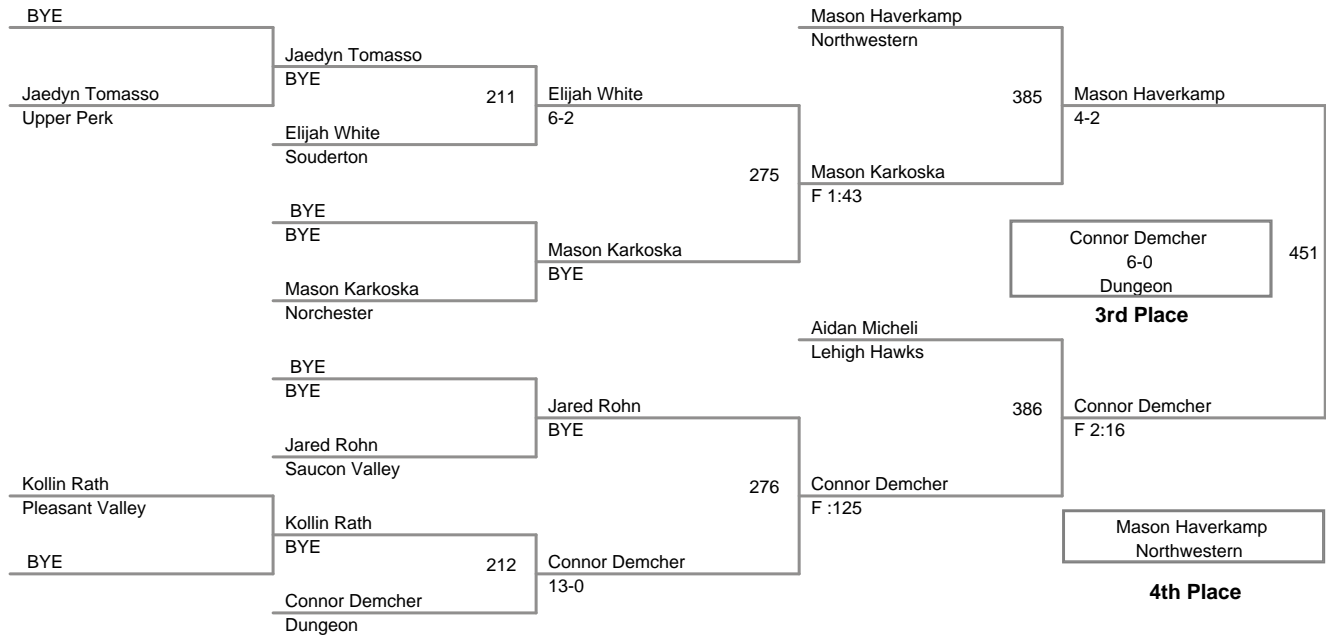 BYE
Jaedyn Tomasso
Upper Perk
Jaedyn Tomasso
BYE
211
Elijah White
Souderton
Elijah White
6-2
BYE
BYE
Mason Karkoska
Norchester
Mason Karkoska
BYE
275
Mason Haverkamp
Northwestern
Mason Karkoska
F 1:43
385
Mason Haverkamp
4-2
Connor Demcher
6-0
Dungeon
3rd Place
451
BYE
BYE
Jared Rohn
Saucon Valley
Jared Rohn
BYE
Kollin Rath
Pleasant Valley
BYE
Kollin Rath
BYE
212
Connor Demcher
Dungeon
Connor Demcher
13-0
276
Aidan Micheli
Lehigh Hawks
Connor Demcher
F :125
386
Connor Demcher
F 2:16
Mason Haverkamp
Northwestern
4th Place